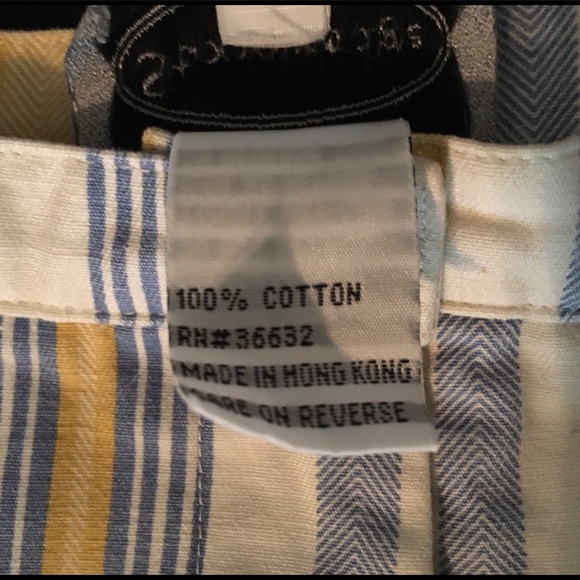 100% COTTON
RN#36632
MADE IN HONG KONG
CARE ON REVERSE